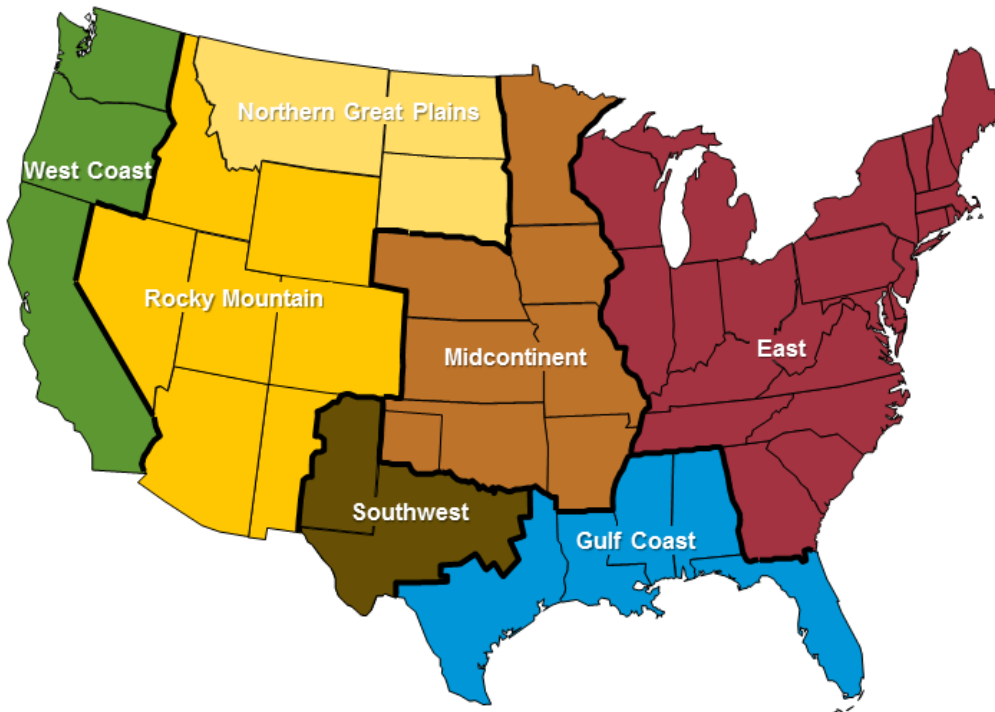 Northern Great Plains
West Coast
Rocky Mountain
Midcontinent
East
Southwest
Gulf Coast